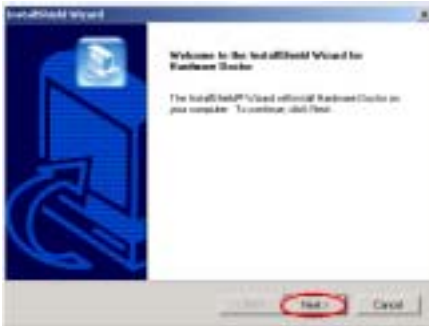 InstallShield Wizard
Welcome to the InstallShield Wizard for
Hardware Doctor
The InstallShield® Wizard will install Hardware Doctor on
your computer. To continue, click Next.
Next >
Cancel